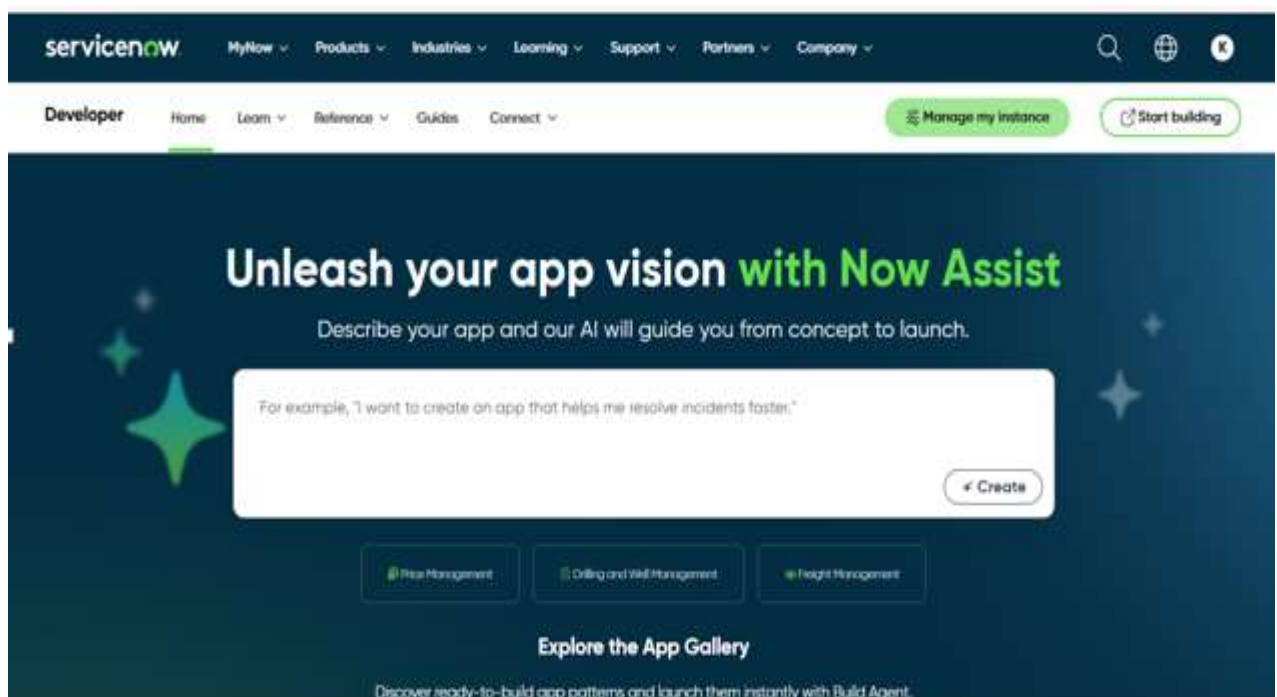 servicenow MyNow Products Industries Learning Support Partners Company K
Developer Home Learn Reference Guides Connect Manage my instance Start building
Unleash your app vision with Now Assist
Describe your app and our AI will guide you from concept to launch.
For example, "I want to create an app that helps me resolve incidents faster."
Create
Price Management Drilling and Well Management Freight Management
Explore the App Gallery
Discover ready-to-build app patterns and launch them instantly with Build Agent.